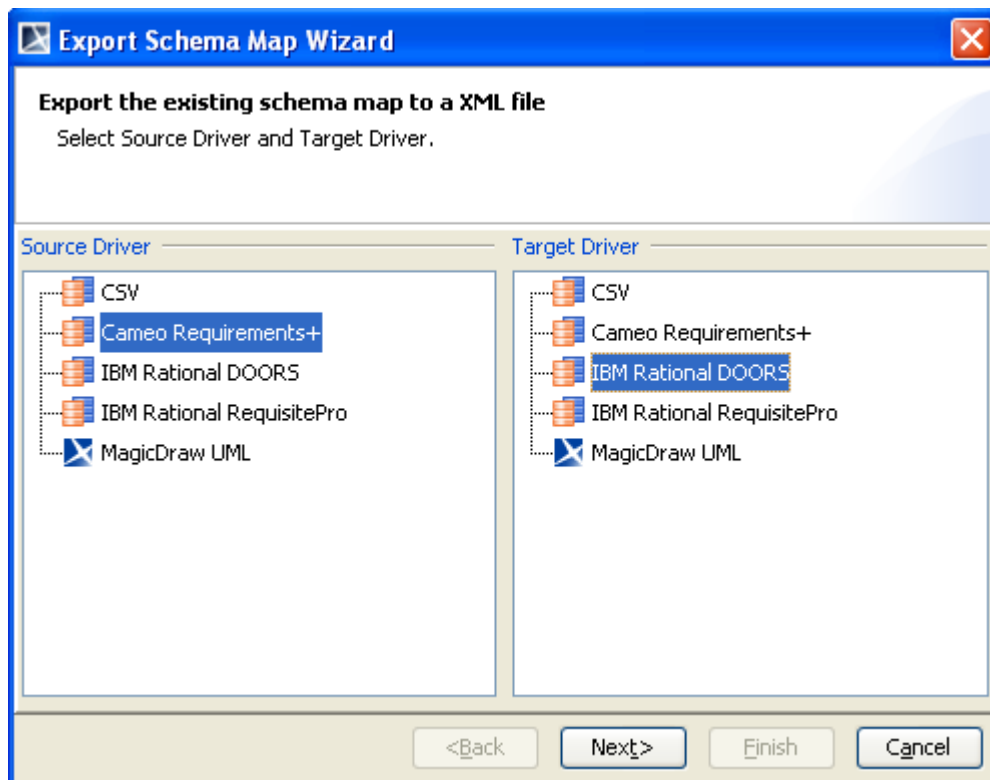 Export Schema Map Wizard
Export the existing schema map to a XML file
Select Source Driver and Target Driver.
Source Driver
CSV
Cameo Requirements+
IBM Rational DOORS
IBM Rational RequisitePro
MagicDraw UML
Target Driver
CSV
Cameo Requirements+
IBM Rational DOORS
IBM Rational RequisitePro
MagicDraw UML
<Back Next> Finish Cancel